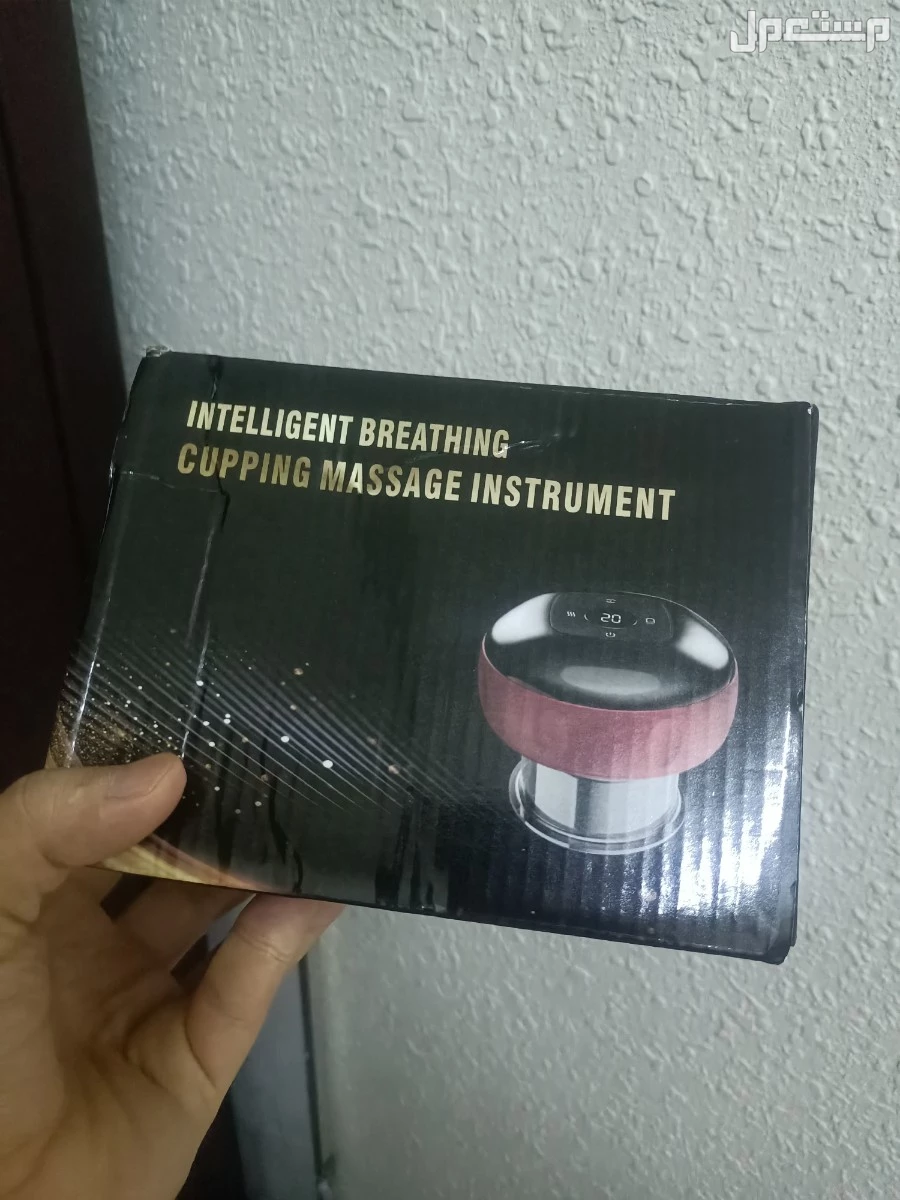 مستعمل
INTELLIGENT BREATHING
CUPPING MASSAGE INSTRUMENT
20